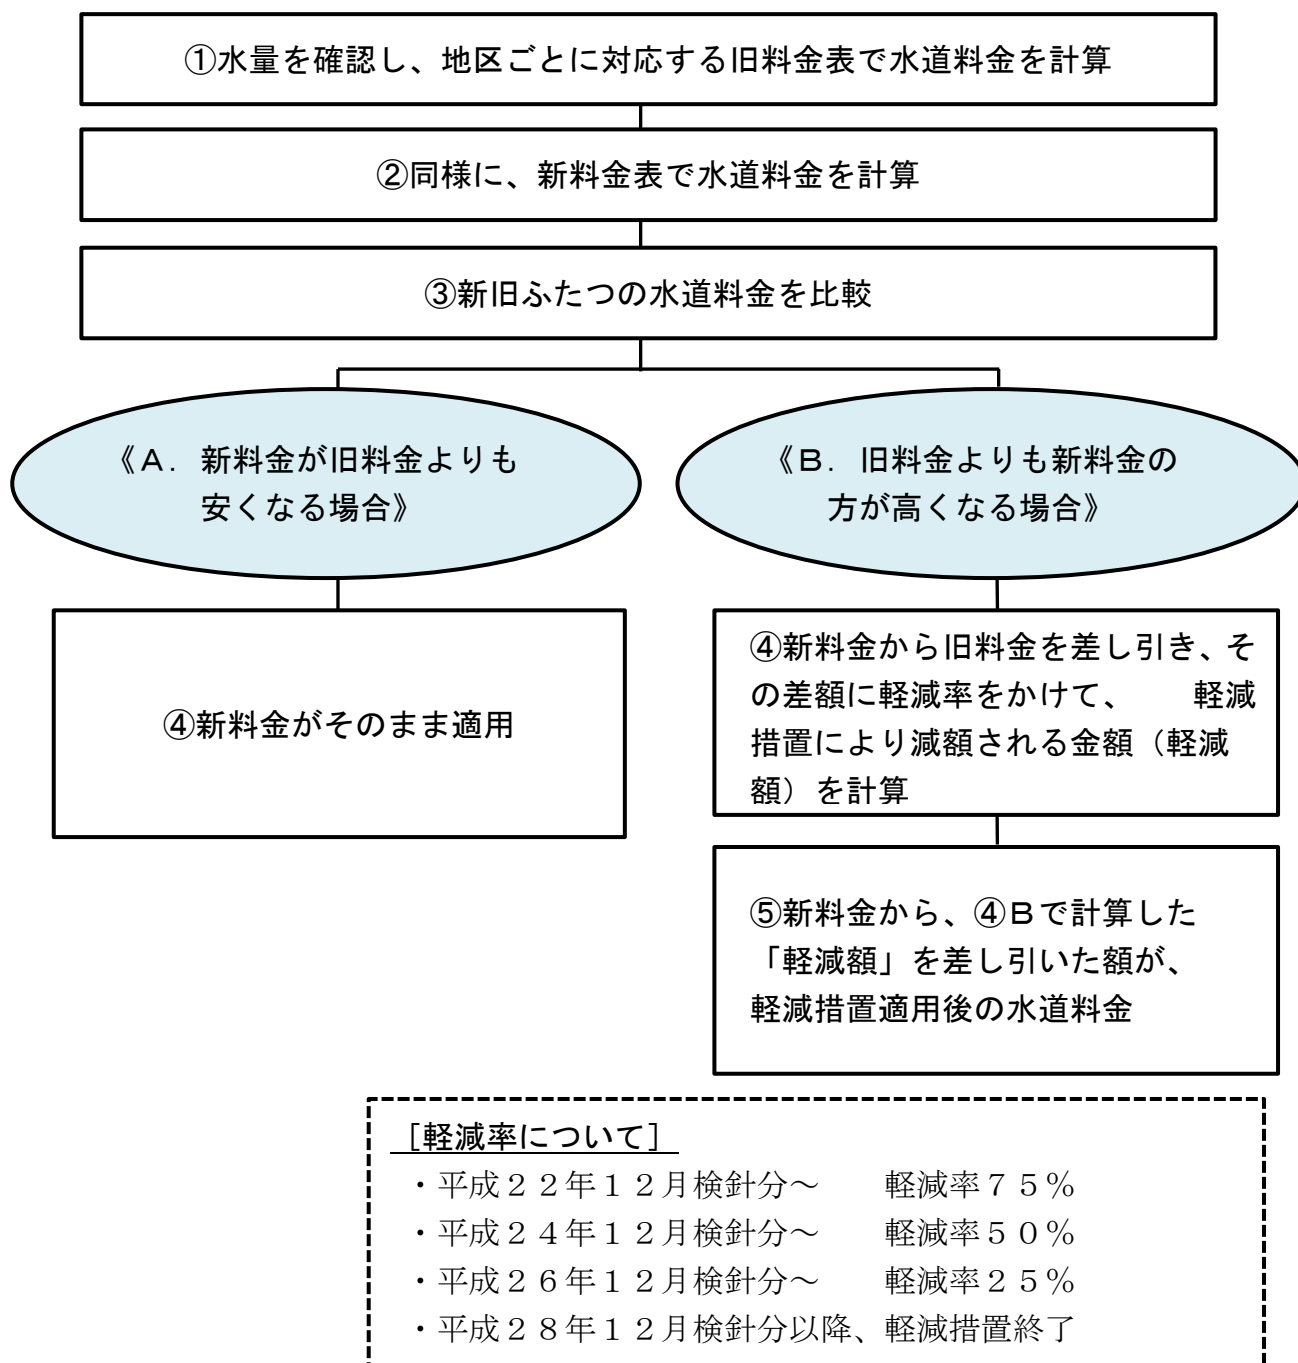 ①水量を確認し、地区ごとに対応する旧料金表で水道料金を計算
②同様に、新料金表で水道料金を計算
③新旧ふたつの水道料金を比較
《Ａ．新料金が旧料金よりも
安くなる場合》
《Ｂ．旧料金よりも新料金の
方が高くなる場合》
④新料金がそのまま適用
④新料金から旧料金を差し引き、そ
の差額に軽減率をかけて、　　軽減
措置により減額される金額（軽減
額）を計算
⑤新料金から、④Ｂで計算した
「軽減額」を差し引いた額が、
軽減措置適用後の水道料金
［軽減率について］
・平成２２年１２月検針分～　　軽減率７５％
・平成２４年１２月検針分～　　軽減率５０％
・平成２６年１２月検針分～　　軽減率２５％
・平成２８年１２月検針分以降、軽減措置終了